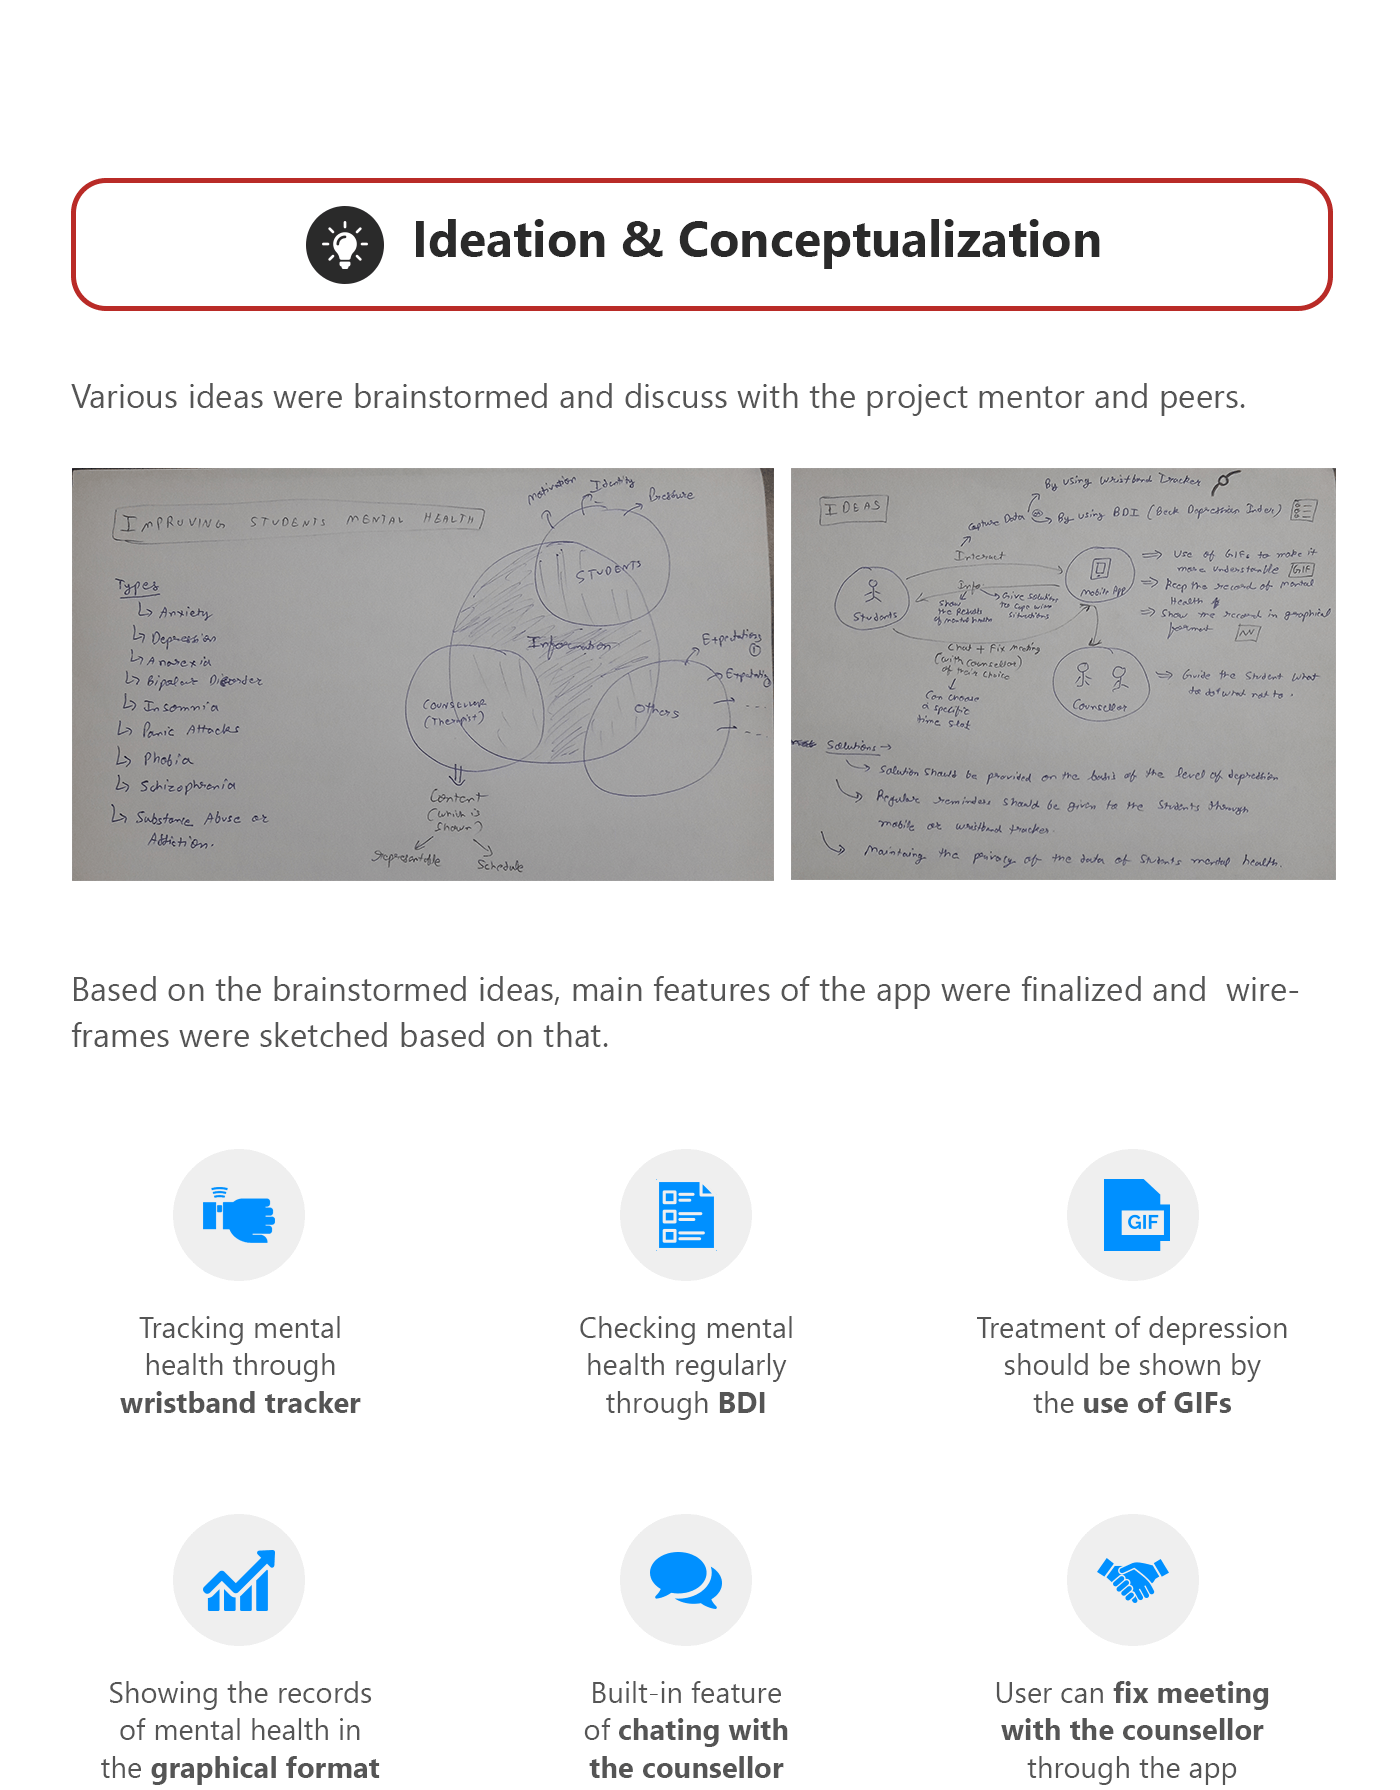 Ideation & Conceptualization
Various ideas were brainstormed and discuss with the project mentor and peers.
IMPROVING STUDENTS MENTAL HEALTH
Types
Anxiety
Depression
Anorexia
Bipolar Disorder
Insomnia
Panic Attacks
Phobia
Schizophrenia
Substance Abuse or
Addiction.
Motivation
Identity
Pressure
STUDENTS
Information
COUNSELLOR
(Therapist)
Others
Expectations
1
Expectation
Content
(which is
shown)
Representable
Schedule
IDEAS
By using Wristband Tracker
Capture Data
or
By using BDI (Beck Depression Index)
Interact
Students
Info
Show
the Results
of mental health
Give solution
to cope with
situations
Mobile App
Use of GIFs to make it
more understanable GIF
Keep the record of mental
Health
Show the record in graphical
format
Chat + Fix Meeting
(with counsellor)
of their choice
Can choose
a specific
time slot
Counsellor
Guide the student what
to do & what not to.
Solutions
Solution should be provided on the basis of the level of depression
Regular reminders should be given to the students through
mobile or wristband tracker.
Maintaing the privacy of the data of students mental health.
Based on the brainstormed ideas, main features of the app were finalized and wire-
frames were sketched based on that.
GIF
Tracking mental
health through
wristband tracker
Checking mental
health regularly
through BDI
Treatment of depression
should be shown by
the use of GIFs
Showing the records
of mental health in
the graphical format
Built-in feature
of chating with
the counsellor
User can fix meeting
with the counsellor
through the app